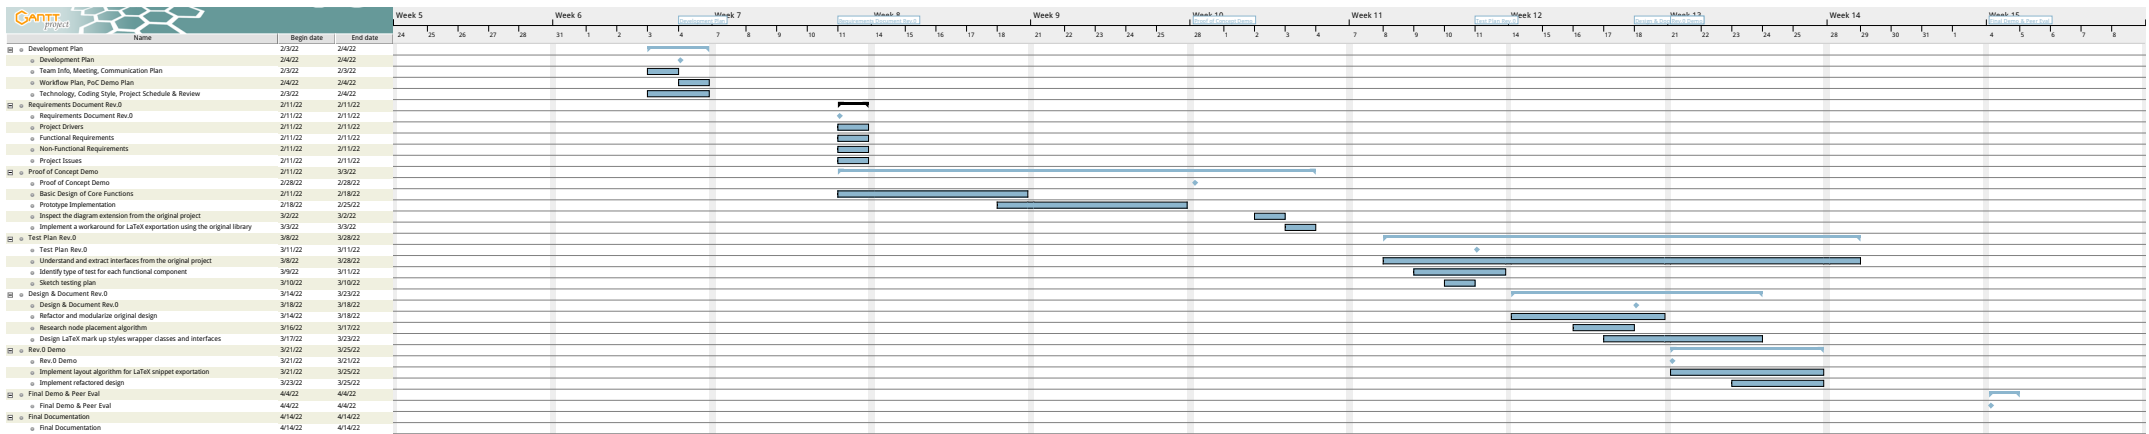 GANTT project
Week 5 Week 6 Week 7 Week 8 Week 9 Week 10 Week 11 Week 12 Week 13 Week 14 Week 15
Development Plan Requirements Document Rev.0 Proof of Concept Demo Test Plan Rev.0 Design & Doc Rev.0 Demo Final Demo & Peer Eval
Name Begin date End date 24 25 26 27 28 31 1 2 3 4 7 8 9 10 11 14 15 16 17 18 21 22 23 24 25 28 1 2 3 4 7 8 9 10 11 14 15 16 17 18 21 22 23 24 25 28 29 30 31 1 4 5 6 7 8
Development Plan 2/3/22 2/4/22
Development Plan 2/4/22 2/4/22
Team Info, Meeting, Communication Plan 2/3/22 2/3/22
Workflow Plan, PoC Demo Plan 2/4/22 2/4/22
Technology, Coding Style, Project Schedule & Review 2/3/22 2/4/22
Requirements Document Rev.0 2/11/22 2/11/22
Requirements Document Rev.0 2/11/22 2/11/22
Project Drivers 2/11/22 2/11/22
Functional Requirements 2/11/22 2/11/22
Non-Functional Requirements 2/11/22 2/11/22
Project Issues 2/11/22 2/11/22
Proof of Concept Demo 2/11/22 3/3/22
Proof of Concept Demo 2/28/22 2/28/22
Basic Design of Core Functions 2/11/22 2/18/22
Prototype Implementation 2/18/22 2/25/22
Inspect the diagram extension from the original project 3/2/22 3/2/22
Implement a workaround for LaTeX exportation using the original library 3/3/22 3/3/22
Test Plan Rev.0 3/8/22 3/28/22
Test Plan Rev.0 3/11/22 3/11/22
Understand and extract interfaces from the original project 3/8/22 3/28/22
Identify type of test for each functional component 3/9/22 3/11/22
Sketch testing plan 3/10/22 3/10/22
Design & Document Rev.0 3/14/22 3/23/22
Design & Document Rev.0 3/18/22 3/18/22
Refactor and modularize original design 3/14/22 3/18/22
Research node placement algorithm 3/16/22 3/17/22
Design LaTeX mark up styles wrapper classes and interfaces 3/17/22 3/23/22
Rev.0 Demo 3/21/22 3/25/22
Rev.0 Demo 3/21/22 3/21/22
Implement layout algorithm for LaTeX snippet exportation 3/21/22 3/25/22
Implement refactored design 3/23/22 3/25/22
Final Demo & Peer Eval 4/4/22 4/4/22
Final Demo & Peer Eval 4/4/22 4/4/22
Final Documentation 4/14/22 4/14/22
Final Documentation 4/14/22 4/14/22